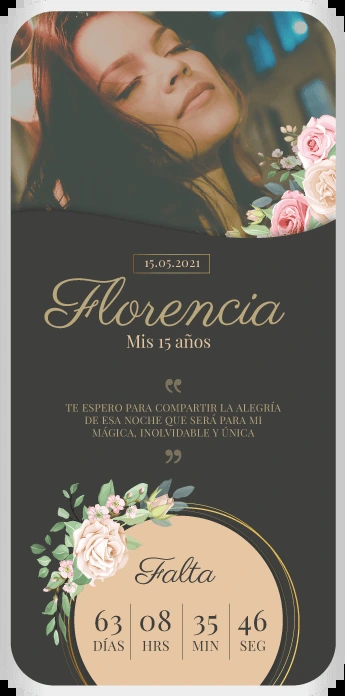 15.05.2021
Florencia
Mis 15 años
“
TE ESPERO PARA COMPARTIR LA ALEGRÍA
DE ESA NOCHE QUE SERÁ PARA MI
MÁGICA, INOLVIDABLE Y ÚNICA
”
Falta
63 08 35 46
DÍAS HRS MIN SEG